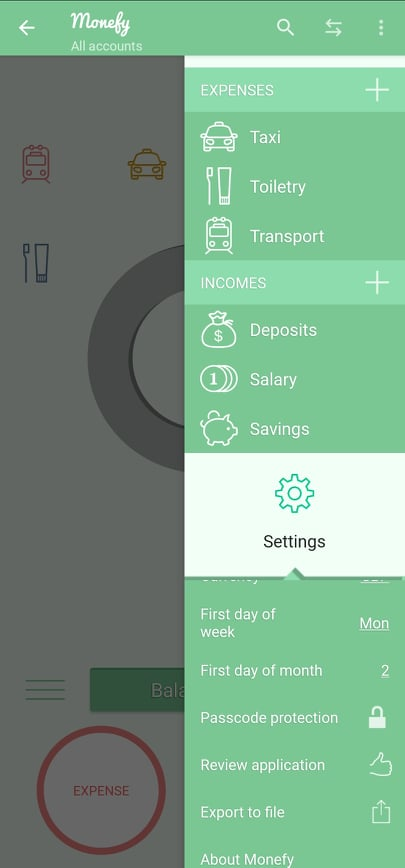 Monefy
All accounts
EXPENSES
Taxi
Toiletry
Transport
INCOMES
$
Deposits
1
Salary
Savings
Settings
First day of
week
Mon
First day of month
2
Passcode protection
Review application
Export to file
About Monefy
EXPENSE